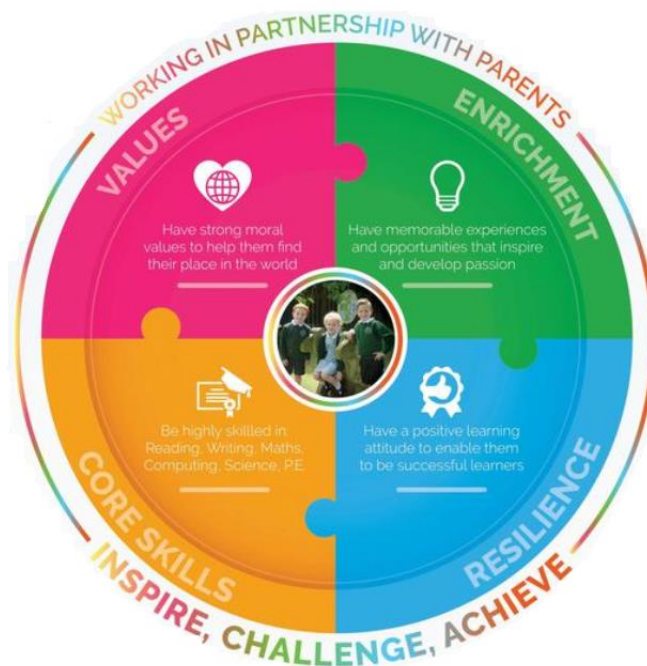 WORKING IN PARTNERSHIP WITH PARENTS
VALUES
Have strong moral
values to help them find
their place in the world
ENRICHMENT
Have memorable experiences
and opportunities that inspire
and develop passion
CORE SKILLS
Be highly skillled in:
Reading, Writing, Maths,
Computing, Science, P.E.
RESILIENCE
Have a positive learning
attitude to enable them
to be successful learners
INSPIRE, CHALLENGE, ACHIEVE